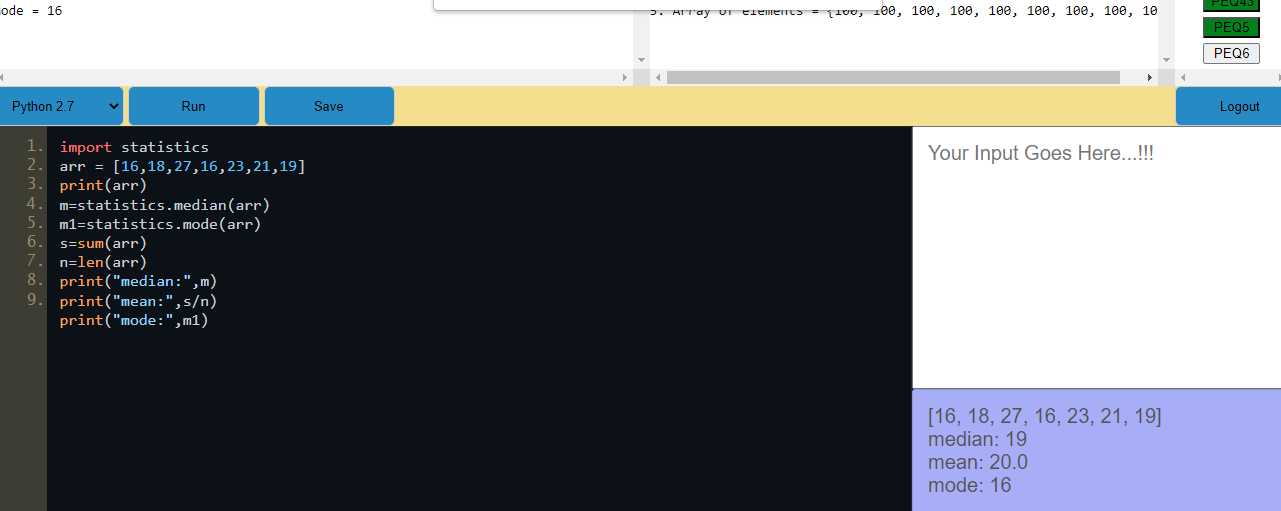 ode = 16
5. Array of elements = {100, 100, 100, 100, 100, 100, 100, 100, 10
PEQ43
PEQ5
PEQ6
Python 2.7 Run Save Logout
1. import statistics
2. arr = [16,18,27,16,23,21,19]
3. print(arr)
4. m=statistics.median(arr)
5. m1=statistics.mode(arr)
6. s=sum(arr)
7. n=len(arr)
8. print("median:",m)
9. print("mean:",s/n)
print("mode:",m1)
Your Input Goes Here...!!!
[16, 18, 27, 16, 23, 21, 19]
median: 19
mean: 20.0
mode: 16